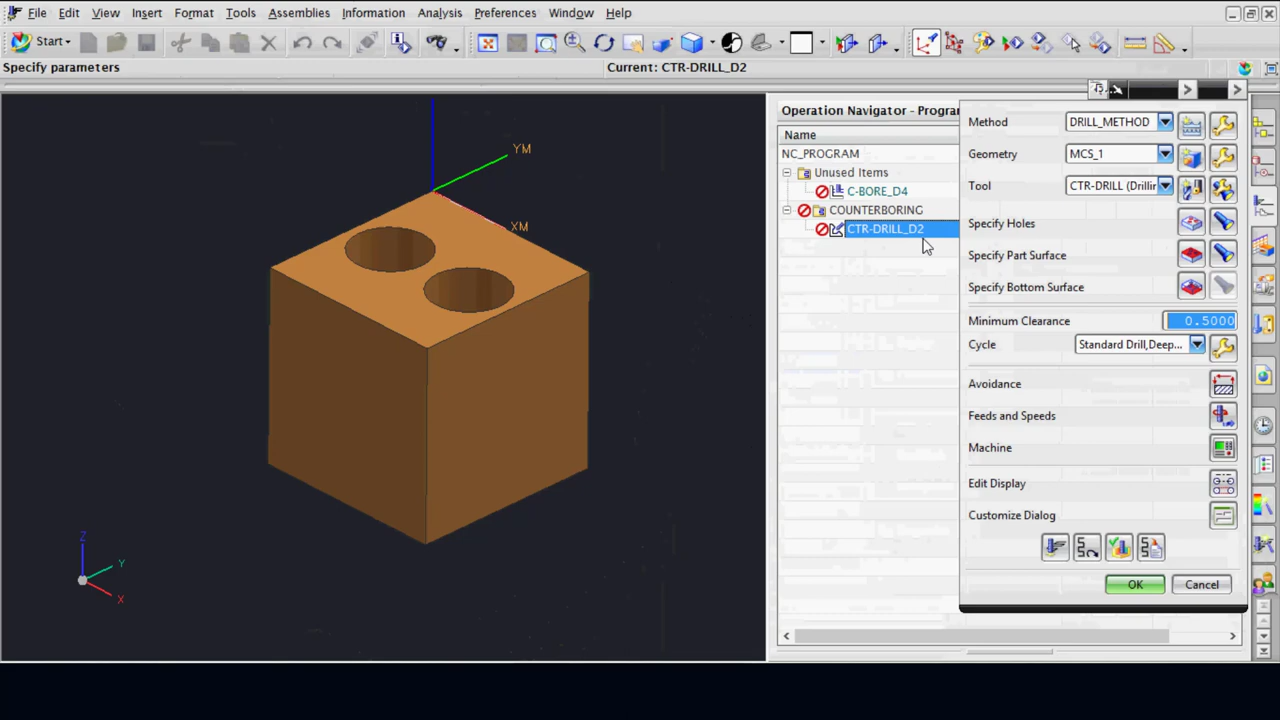 File Edit View Insert Format Tools Assemblies Information Analysis Preferences Window Help
Start
Specify parameters
Current: CTR-DRILL_D2
YM
XM
Z
Y
X
Operation Navigator - Progra
Name
NC_PROGRAM
Unused Items
C-BORE_D4
COUNTERBORING
CTR-DRILL_D2
Method DRILL_METHOD
Geometry MCS_1
Tool CTR-DRILL (Drillir
Specify Holes
Specify Part Surface
Specify Bottom Surface
Minimum Clearance 0.5000
Cycle Standard Drill,Deep...
Avoidance
Feeds and Speeds
Machine
Edit Display
Customize Dialog
OK Cancel